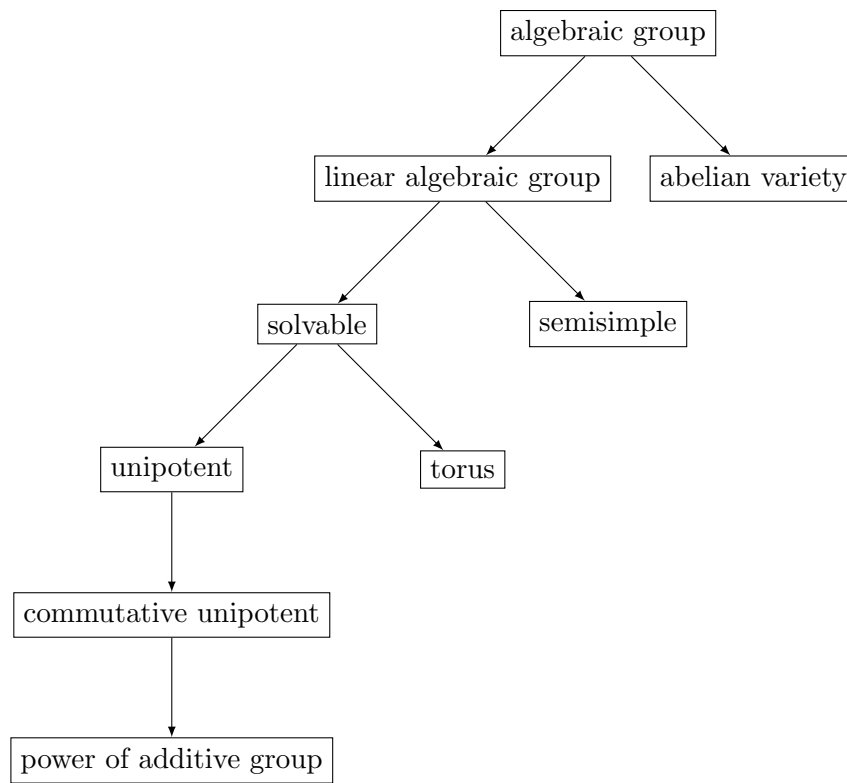 algebraic group
linear algebraic group
abelian variety
solvable
semisimple
unipotent
torus
commutative unipotent
power of additive group